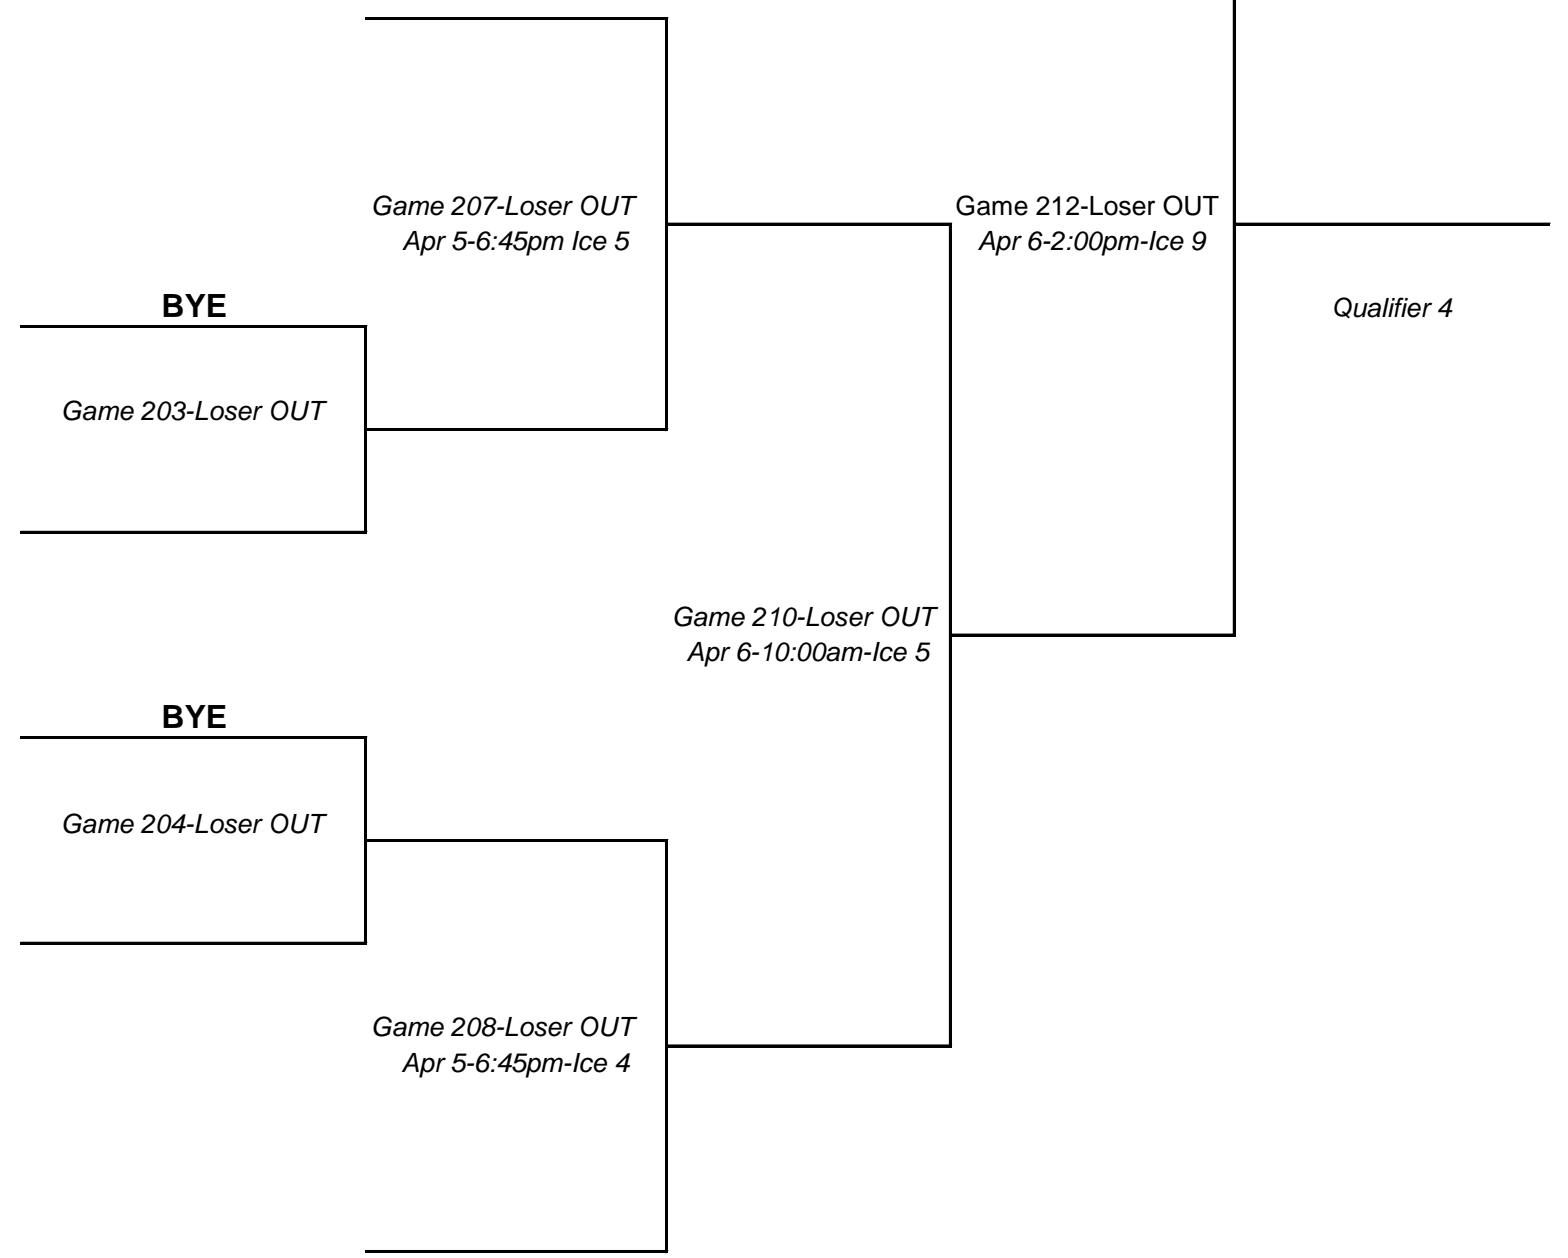 Game 207-Loser OUT
Apr 5-6:45pm Ice 5
Game 212-Loser OUT
Apr 6-2:00pm-Ice 9
BYE
Qualifier 4
Game 203-Loser OUT
Game 210-Loser OUT
Apr 6-10:00am-Ice 5
BYE
Game 204-Loser OUT
Game 208-Loser OUT
Apr 5-6:45pm-Ice 4